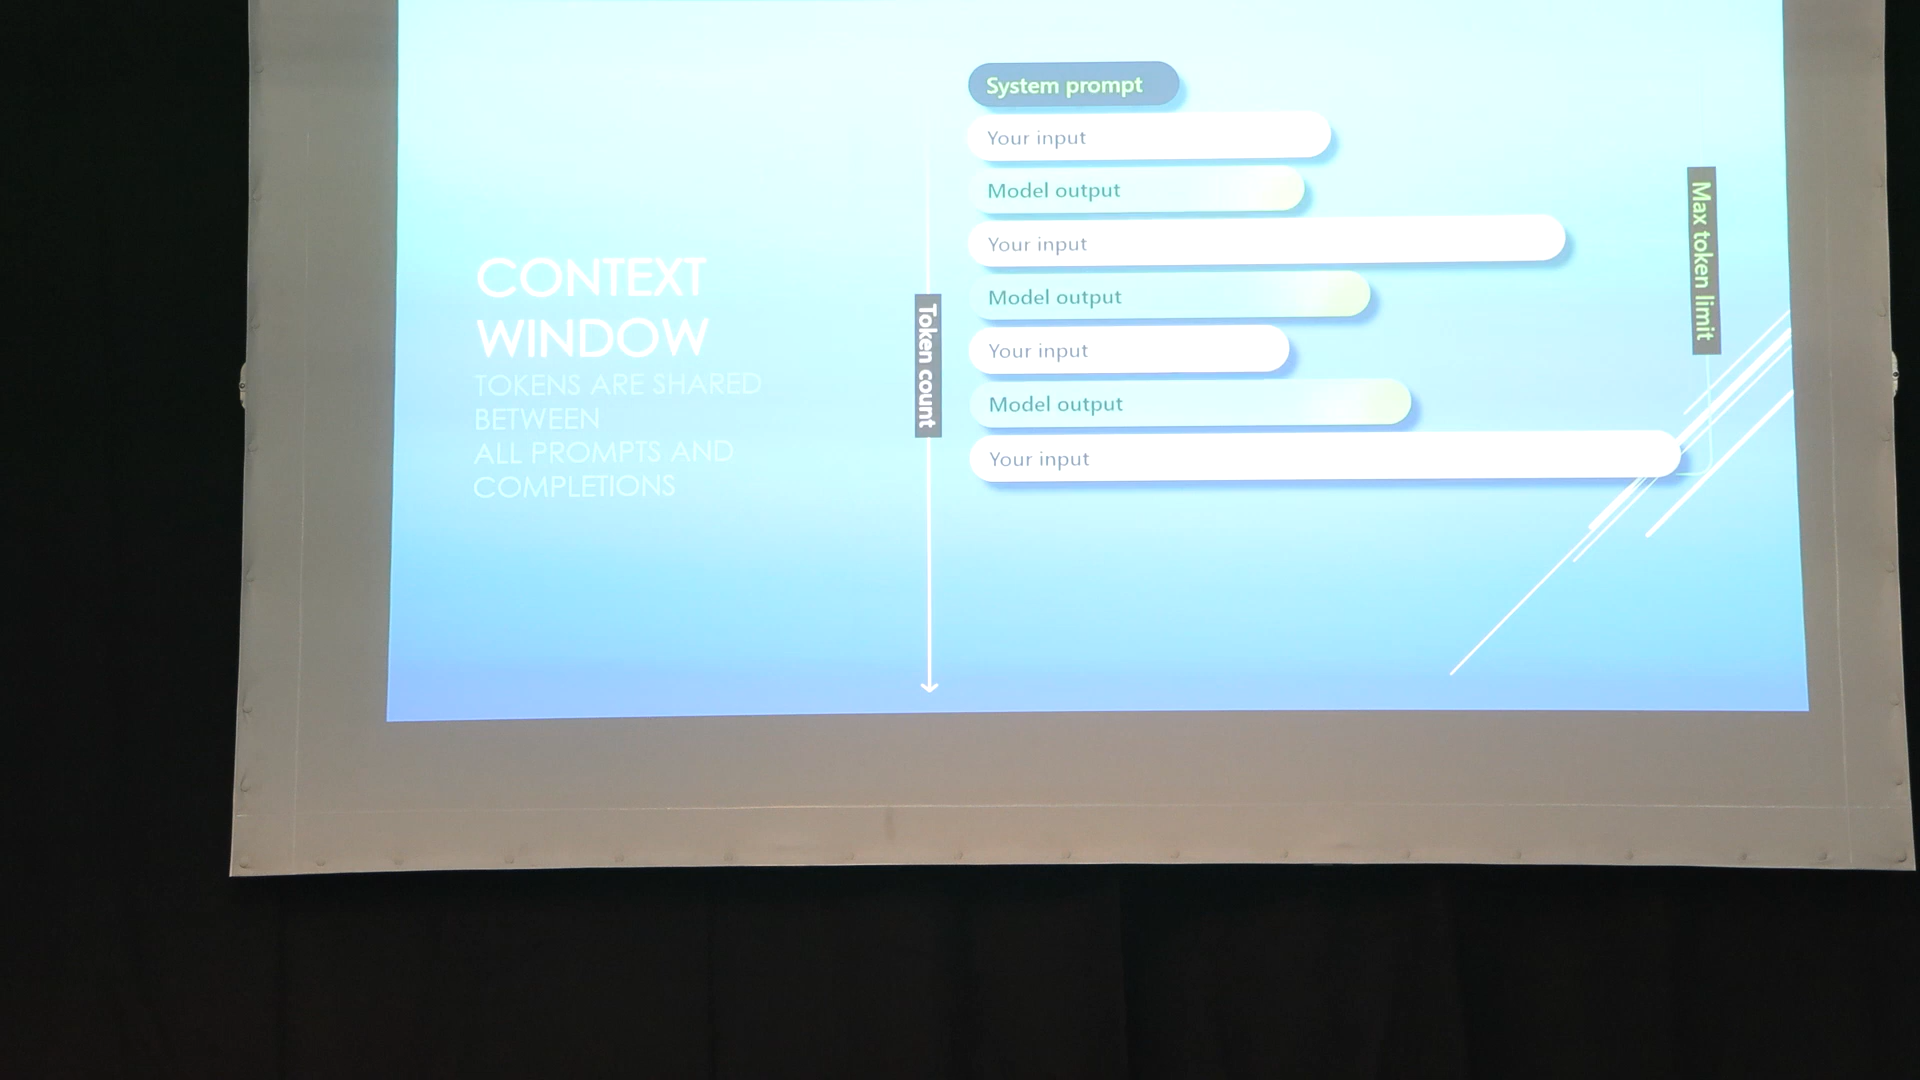 CONTEXT
WINDOW
TOKENS ARE SHARED
BETWEEN
ALL PROMPTS AND
COMPLETIONS
Token count
System prompt
Your input
Model output
Your input
Model output
Your input
Model output
Your input
Max token limit